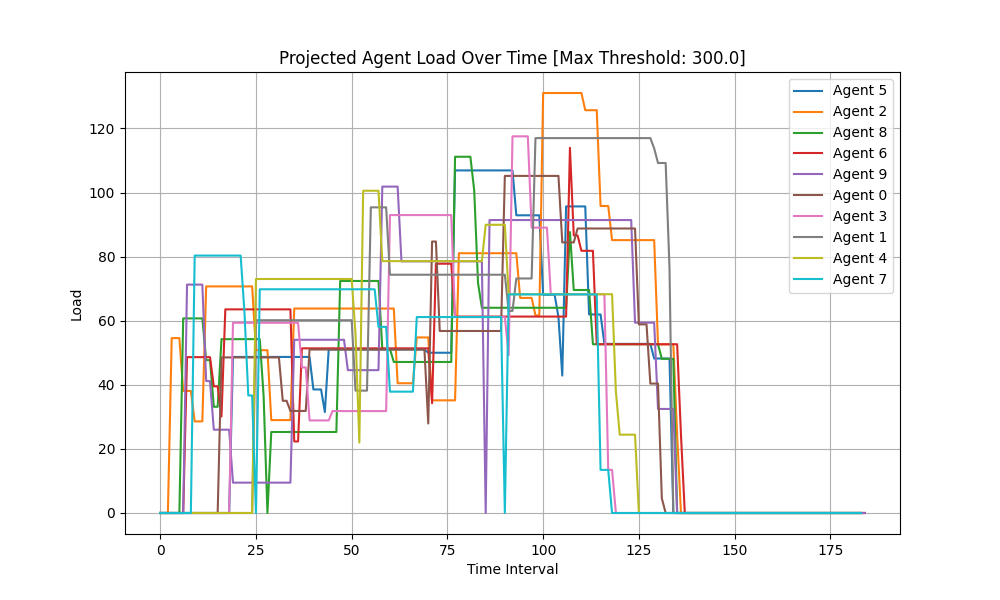 Projected Agent Load Over Time [Max Threshold: 300.0]
Agent 5
Agent 2
Agent 8
Agent 6
Agent 9
Agent 0
Agent 3
Agent 1
Agent 4
Agent 7
Load
120
100
80
60
40
20
0
0 25 50 75 100 125 150 175
Time Interval